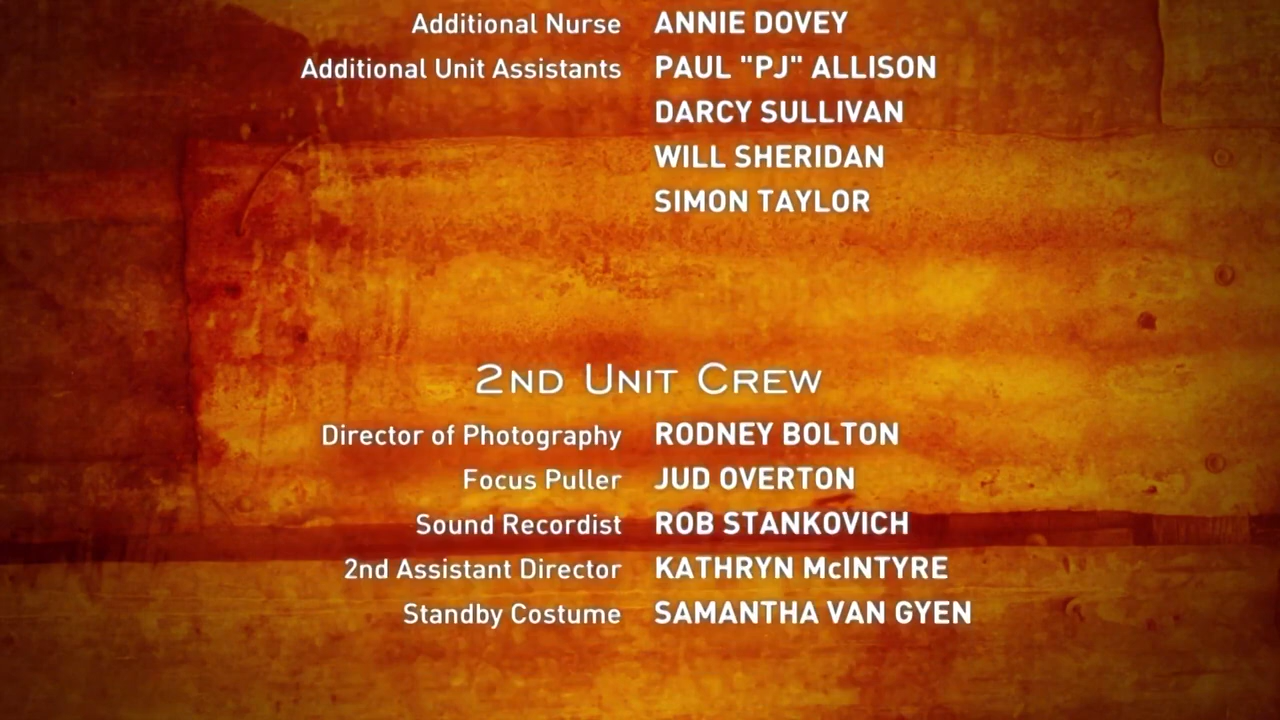 Additional Nurse ANNIE DOVEY
Additional Unit Assistants PAUL "PJ" ALLISON
DARCY SULLIVAN
WILL SHERIDAN
SIMON TAYLOR
2ND UNIT CREW
Director of Photography RODNEY BOLTON
Focus Puller JUD OVERTON
Sound Recordist ROB STANKOVICH
2nd Assistant Director KATHRYN McINTYRE
Standby Costume SAMANTHA VAN GYEN